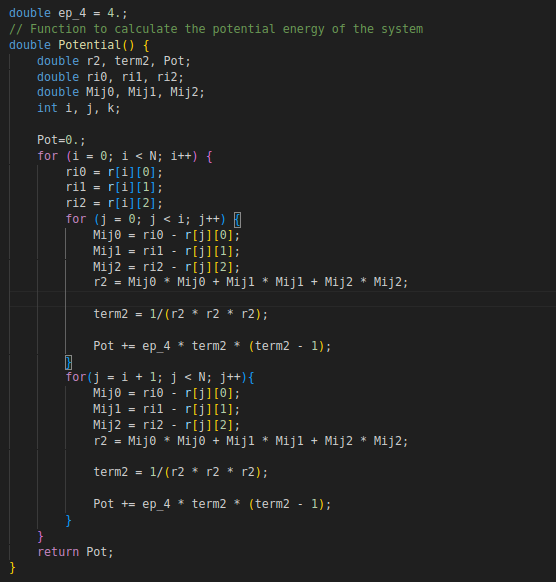 double ep_4 = 4.;
// Function to calculate the potential energy of the system
double Potential() {
    double r2, term2, Pot;
    double ri0, ri1, ri2;
    double Mij0, Mij1, Mij2;
    int i, j, k;

    Pot=0.;
    for (i = 0; i < N; i++) {
        ri0 = r[i][0];
        ri1 = r[i][1];
        ri2 = r[i][2];
        for (j = 0; j < i; j++) {
            Mij0 = ri0 - r[j][0];
            Mij1 = ri1 - r[j][1];
            Mij2 = ri2 - r[j][2];
            r2 = Mij0 * Mij0 + Mij1 * Mij1 + Mij2 * Mij2;

            term2 = 1/(r2 * r2 * r2);

            Pot += ep_4 * term2 * (term2 - 1);
        }
        for(j = i + 1; j < N; j++){
            Mij0 = ri0 - r[j][0];
            Mij1 = ri1 - r[j][1];
            Mij2 = ri2 - r[j][2];
            r2 = Mij0 * Mij0 + Mij1 * Mij1 + Mij2 * Mij2;

            term2 = 1/(r2 * r2 * r2);

            Pot += ep_4 * term2 * (term2 - 1);
        }
    }
    return Pot;
}